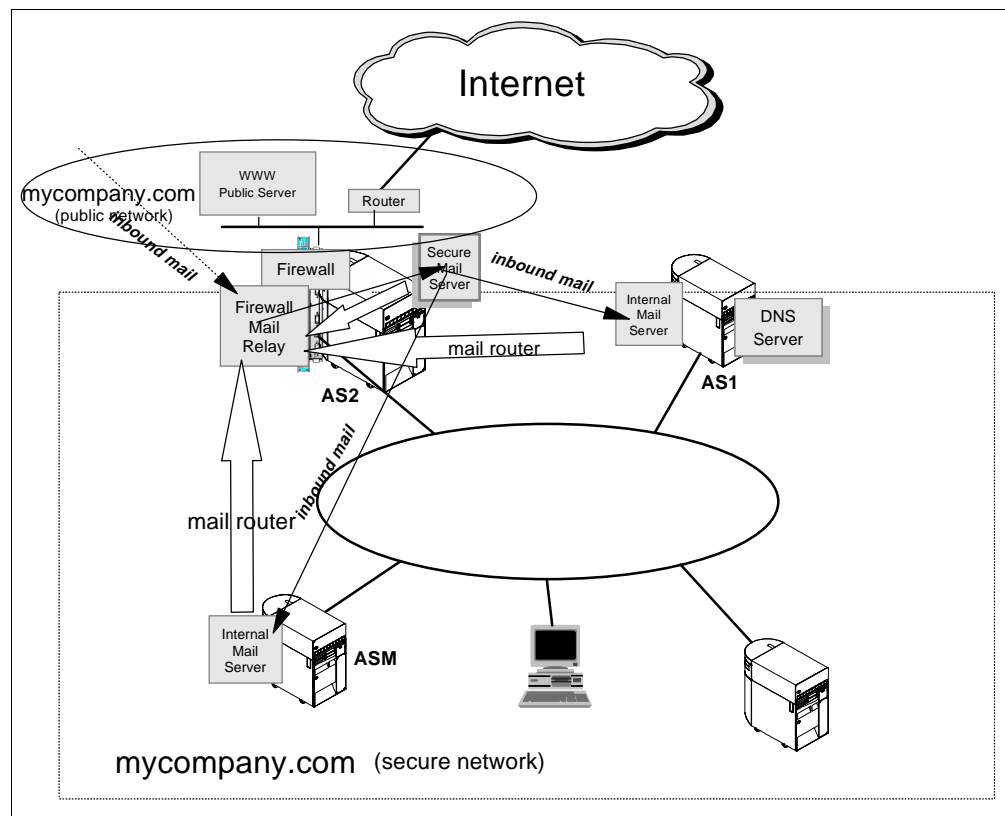 Internet
WWW
Public Server
mycompany.com
(public network)
Router
inbound mail
Firewall
Secure
Mail
Server
inbound mail
Firewall
Mail
Relay
Internal
Mail
Server
DNS
Server
mail router
AS2
AS1
inbound mail
mail router
Internal
Mail
Server
ASM
mycompany.com (secure network)